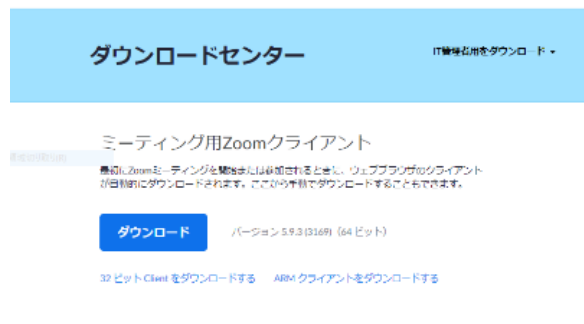 ダウンロードセンター
IT管理者用をダウンロード
ミーティング用Zoomクライアント
最初にZoomミーティングを開始または参加されるときに、ウェブブラウザのクライアント
が自動的にダウンロードされます。ここから手動でダウンロードすることもできます。
ダウンロード
バージョン 5.9.3 (3169) (64 ビット)
32 ビット Client をダウンロードする
ARM クライアントをダウンロードする